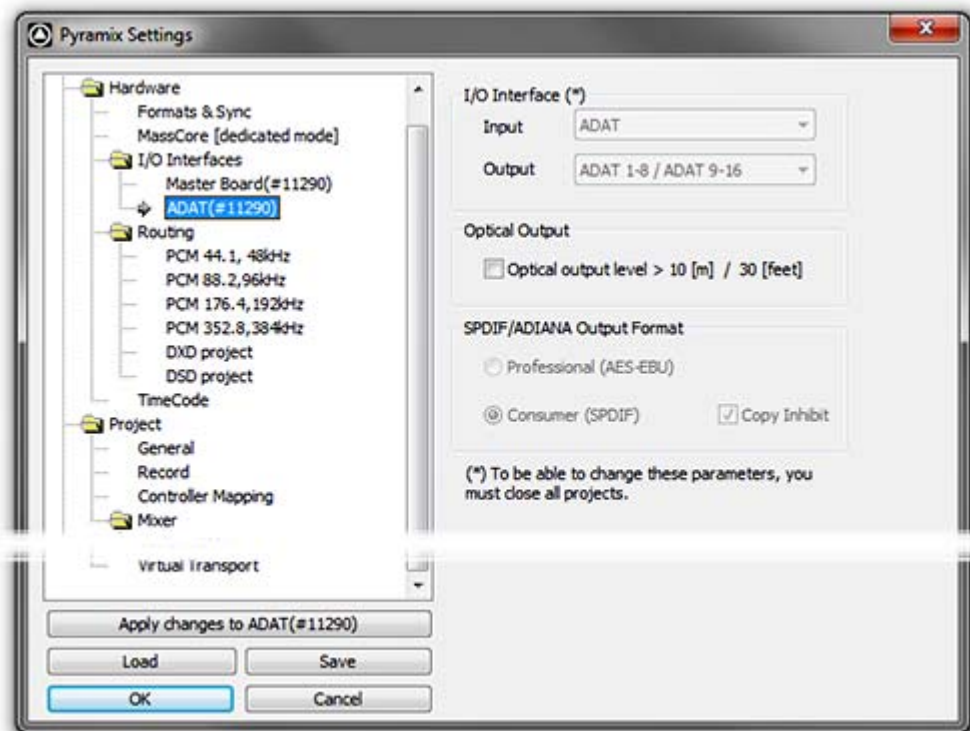 Pyramix Settings
Hardware
Formats & Sync
MassCore [dedicated mode]
I/O Interfaces
Master Board(#11290)
ADAT(#11290)
Routing
PCM 44.1, 48kHz
PCM 88.2,96kHz
PCM 176.4,192kHz
PCM 352.8,384kHz
DXD project
DSD project
TimeCode
Project
General
Record
Controller Mapping
Mixer
Virtual Transport
Apply changes to ADAT(#11290)
Load
Save
OK
Cancel
I/O Interface (*)
Input
ADAT
Output
ADAT 1-8 / ADAT 9-16
Optical Output
Optical output level > 10 [m] / 30 [feet]
SPDIF/ADIANA Output Format
Professional (AES-EBU)
Consumer (SPDIF)
Copy Inhibit
(*) To be able to change these parameters, you
must close all projects.